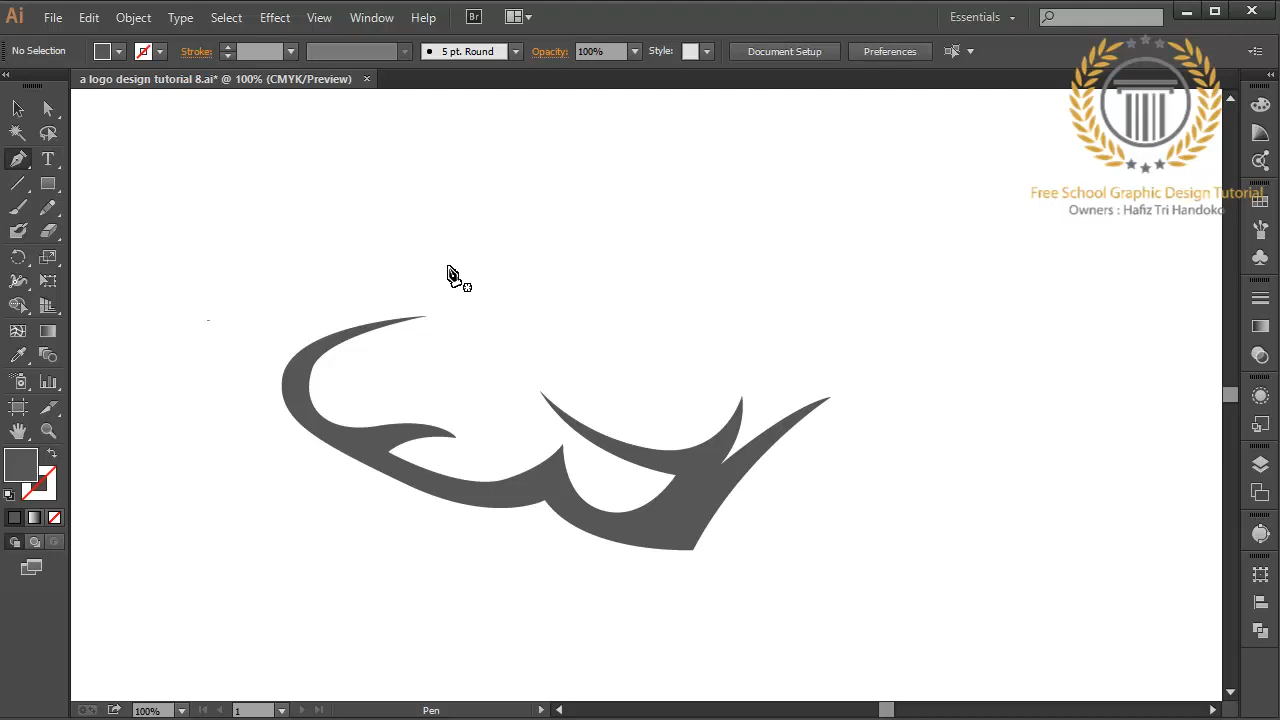 Ai File Edit Object Type Select Effect View Window Help Br Essentials
No Selection Stroke: 5 pt. Round Opacity: 100% Style: Document Setup Preferences
a logo design tutorial 8.ai* @ 100% (CMYK/Preview) ×
T
Free School Graphic Design Tutorial
Owners : Hafiz Tri Handoko
100% 1 Pen